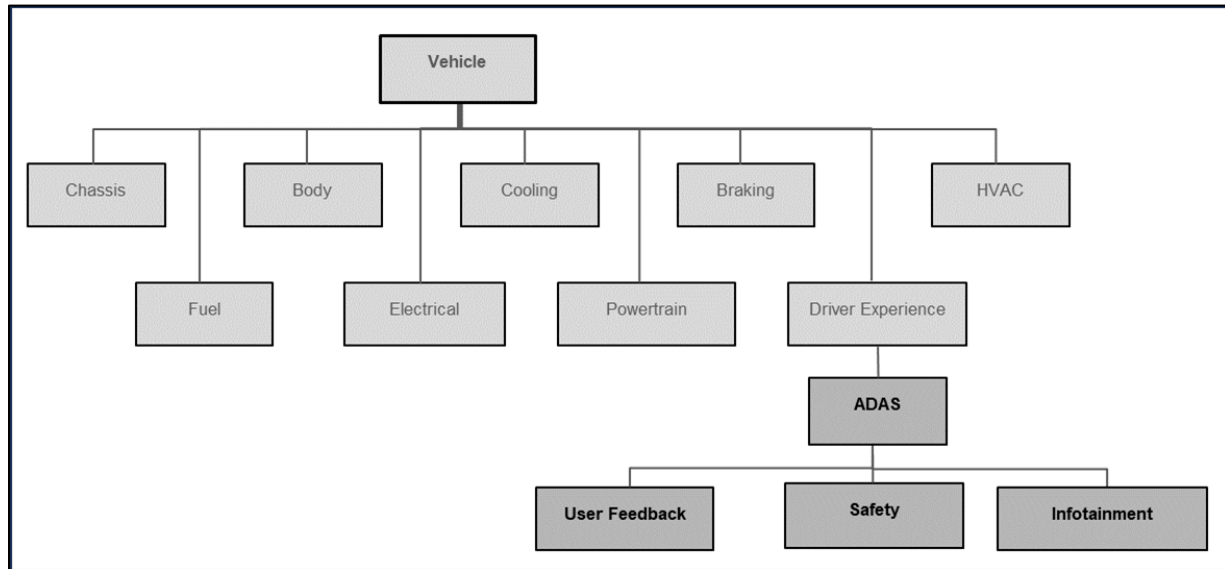 Vehicle
Chassis
Body
Cooling
Braking
HVAC
Fuel
Electrical
Powertrain
Driver Experience
ADAS
User Feedback
Safety
Infotainment